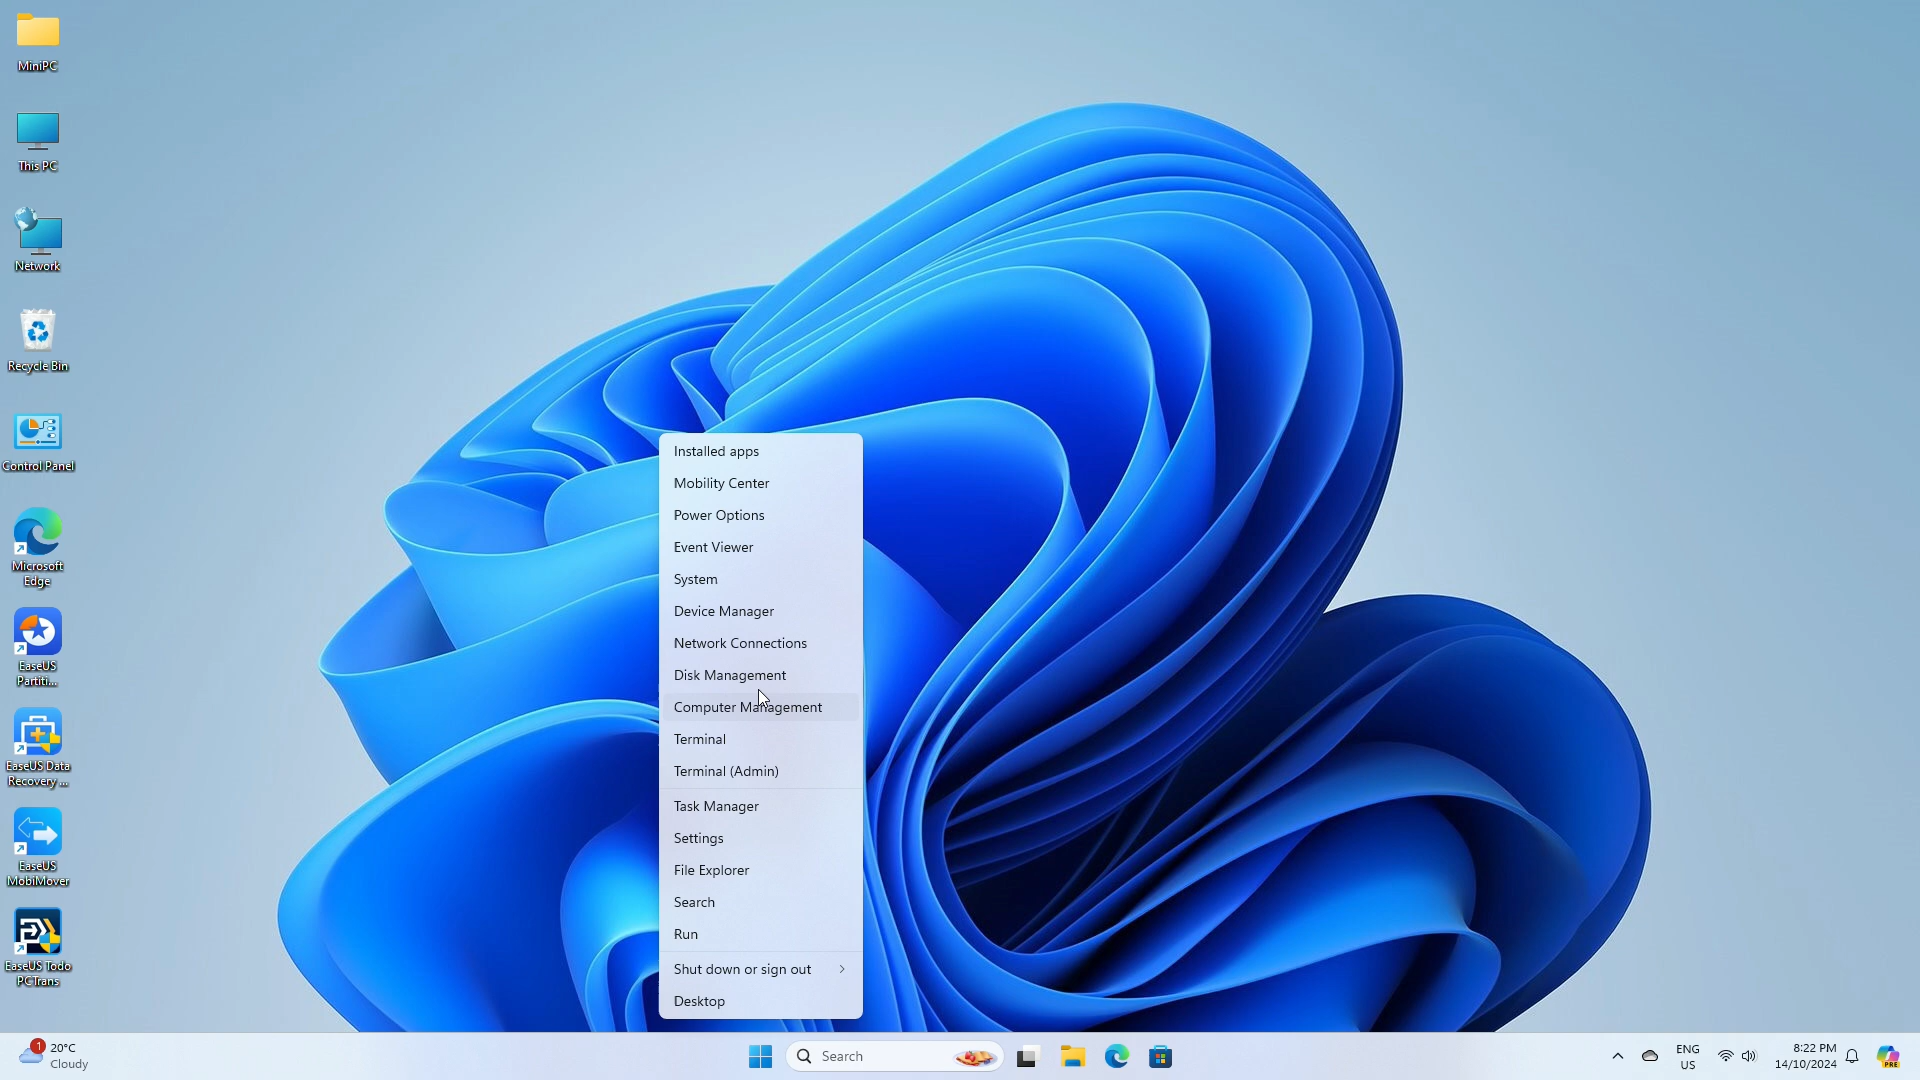 MiniPC
This PC
Network
Recycle Bin
Control Panel
Microsoft
Edge
EaseUS
Partiti...
EaseUS Data
Recovery ...
EaseUS
MobiMover
EaseUS Todo
PCTrans
Installed apps
Mobility Center
Power Options
Event Viewer
System
Device Manager
Network Connections
Disk Management
Computer Management
Terminal
Terminal (Admin)
Task Manager
Settings
File Explorer
Search
Run
Shut down or sign out
Desktop
1
20°C
Cloudy
Search
ENG
US
8:22 PM
14/10/2024
PRE